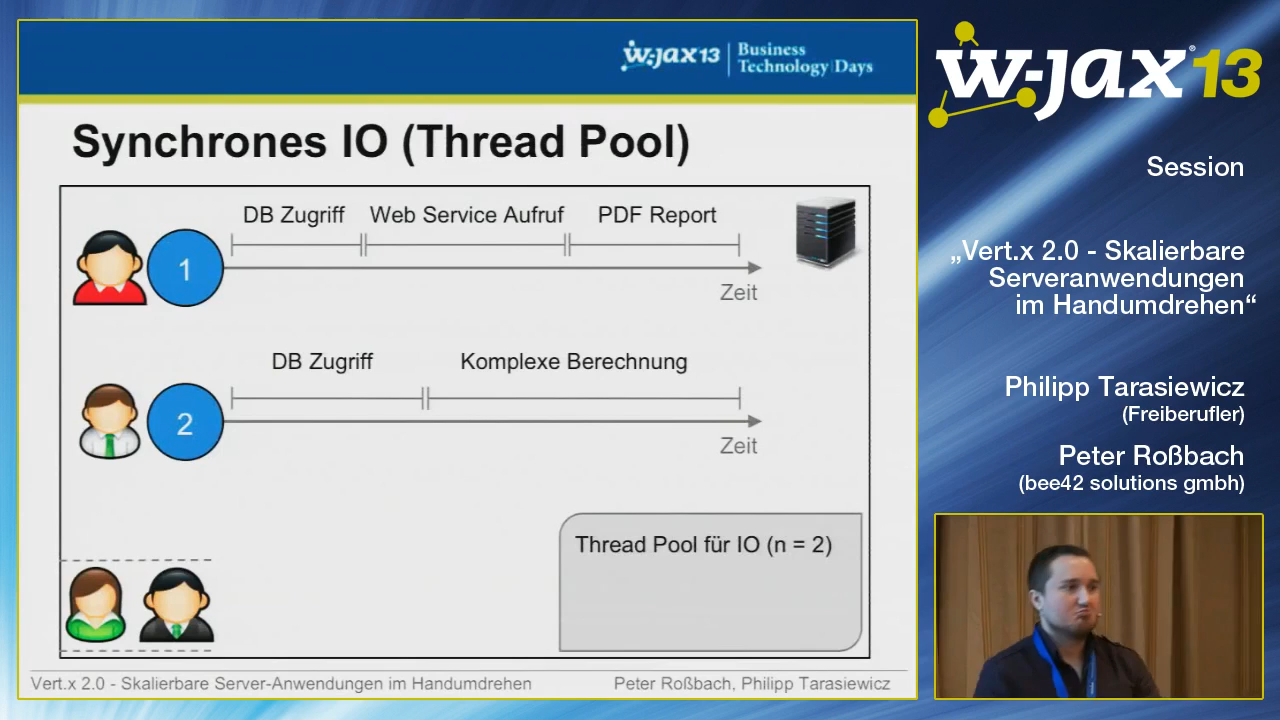 w-jax 13 Business
Technology Days
Synchrones IO (Thread Pool)
DB Zugriff Web Service Aufruf PDF Report
1
Zeit
DB Zugriff Komplexe Berechnung
2
Zeit
Thread Pool für IO (n = 2)
Vert.x 2.0 - Skalierbare Server-Anwendungen im Handumdrehen Peter Roßbach, Philipp Tarasiewicz
w-jax® 13
Session
„Vert.x 2.0 - Skalierbare
Serveranwendungen
im Handumdrehen“
Philipp Tarasiewicz
(Freiberufler)
Peter Roßbach
(bee42 solutions gmbh)